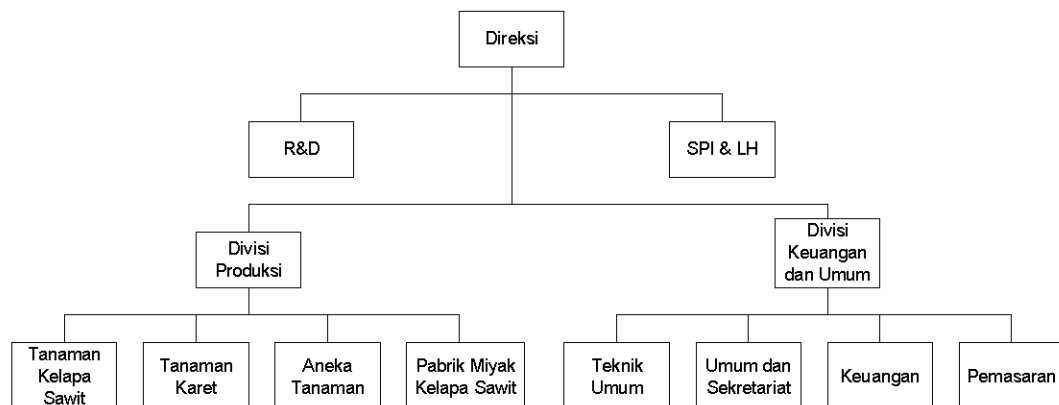 Direksi
R&D
SPI & LH
Divisi
Produksi
Divisi
Keuangan
dan Umum
Tanaman
Kelapa
Sawit
Tanaman
Karet
Aneka
Tanaman
Pabrik Miyak
Kelapa Sawit
Teknik
Umum
Umum dan
Sekretariat
Keuangan
Pemasaran